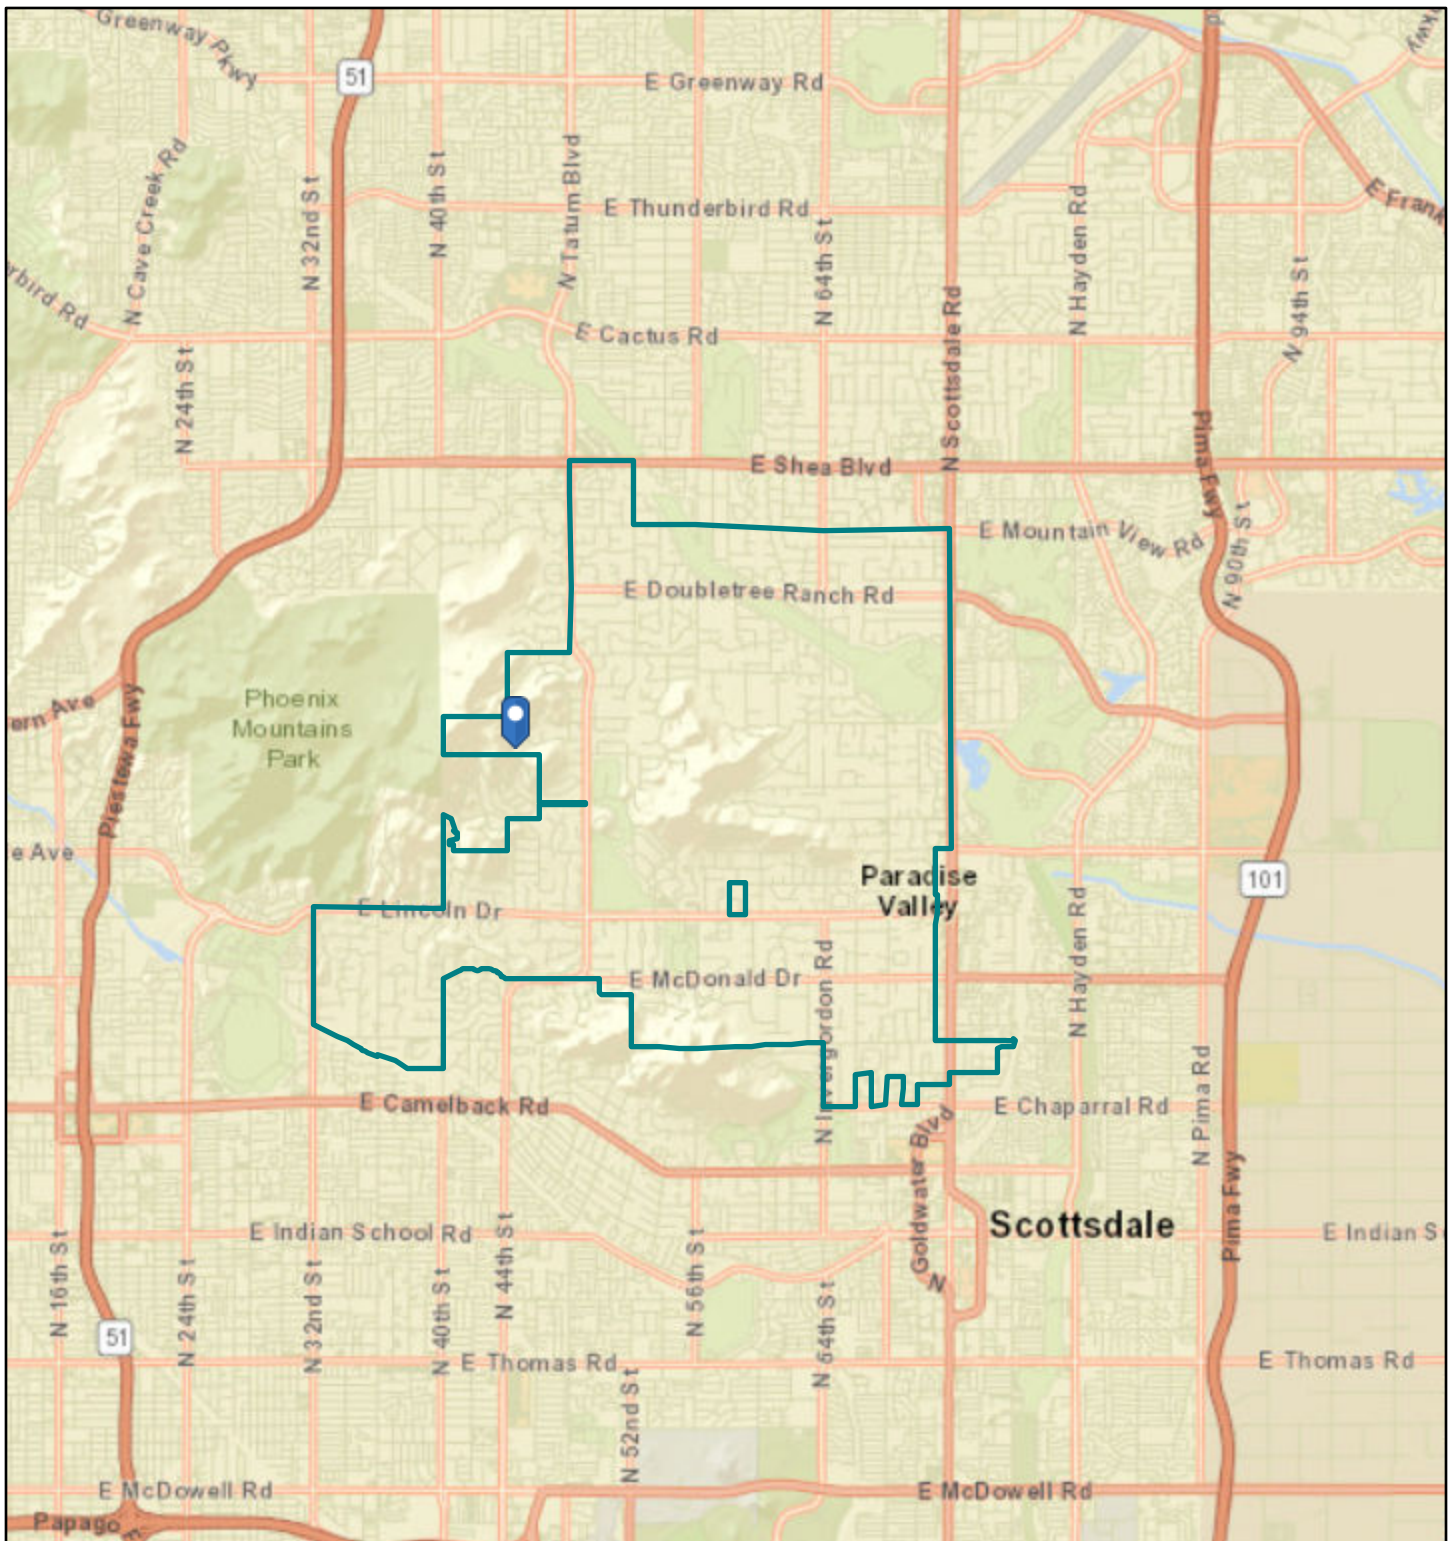 Greenway Pkwy
51
E Greenway Rd
Pkwy
N Cave Creek Rd
N 32nd St
N 40th St
N Tatum Blvd
E Thunderbird Rd
N 64th St
N Hayden Rd
E Frank
rbird Rd
N 24th St
E Cactus Rd
N Scottsdale Rd
N 94th St
E Shea Blvd
Pima Fwy
E Mountain View Rd
N 90th St
E Doubletree Ranch Rd
Phoenix
Mountains
Park
ern Ave
Piestewa Fwy
e Ave
Paradise
Valley
101
E Lincoln Dr
E McDonald Dr
N Invergordon Rd
N Hayden Rd
N Pima Rd
E Camelback Rd
E Chaparral Rd
Goldwater Blvd
N
Scottsdale
Pima Fwy
E Indian School Rd
E Indian S
N 16th St
N 24th St
N 32nd St
N 40th St
N 44th St
N 56th St
N 64th St
51
E Thomas Rd
E Thomas Rd
N 52nd St
E McDowell Rd
E McDowell Rd
Papago